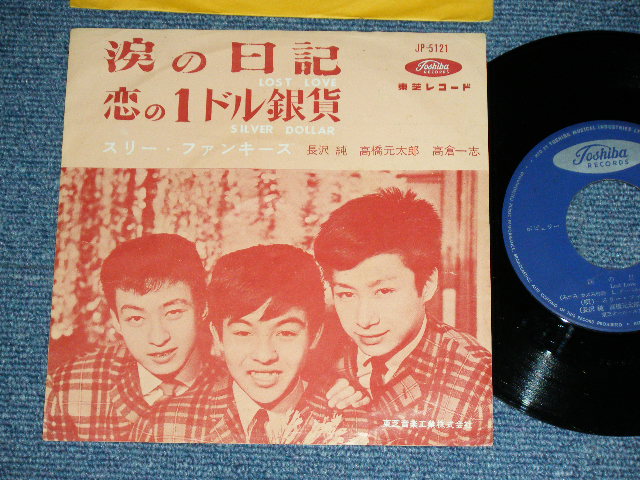 涙の日記
LOST LOVE
恋の1ドル銀貨
SILVER DOLLAR
スリー・ファンキーズ 長沢 純 高橋元太郎 高倉一志
JP-5121
Toshiba
RECORDS
東芝レコード
東芝音楽工業株式会社
Toshiba
RECORDS
Lost Love